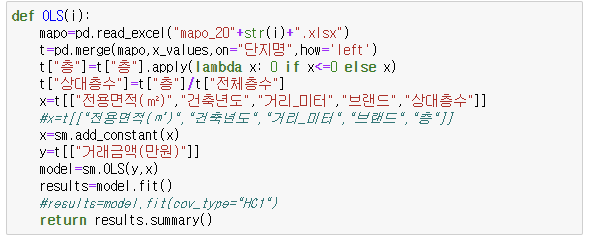 def OLS(i):
    mapo=pd.read_excel("mapo_20"+str(i)+".xlsx")
    t=pd.merge(mapo,x_values,on="단지명",how='left')
    t["층"]=t["층"].apply(lambda x: 0 if x<=0 else x)
    t["상대층수"]=t["층"]/t["전체층수"]
    x=t[["전용면적(㎡)","건축년도","거리_미터","브랜드","상대층수"]]
    #x=t[["전용면적(㎡)","건축년도","거리_미터","브랜드","층"]]
    x=sm.add_constant(x)
    y=t[["거래금액(만원)"]]
    model=sm.OLS(y,x)
    results=model.fit()
    #results=model.fit(cov_type="HC1")
    return results.summary()